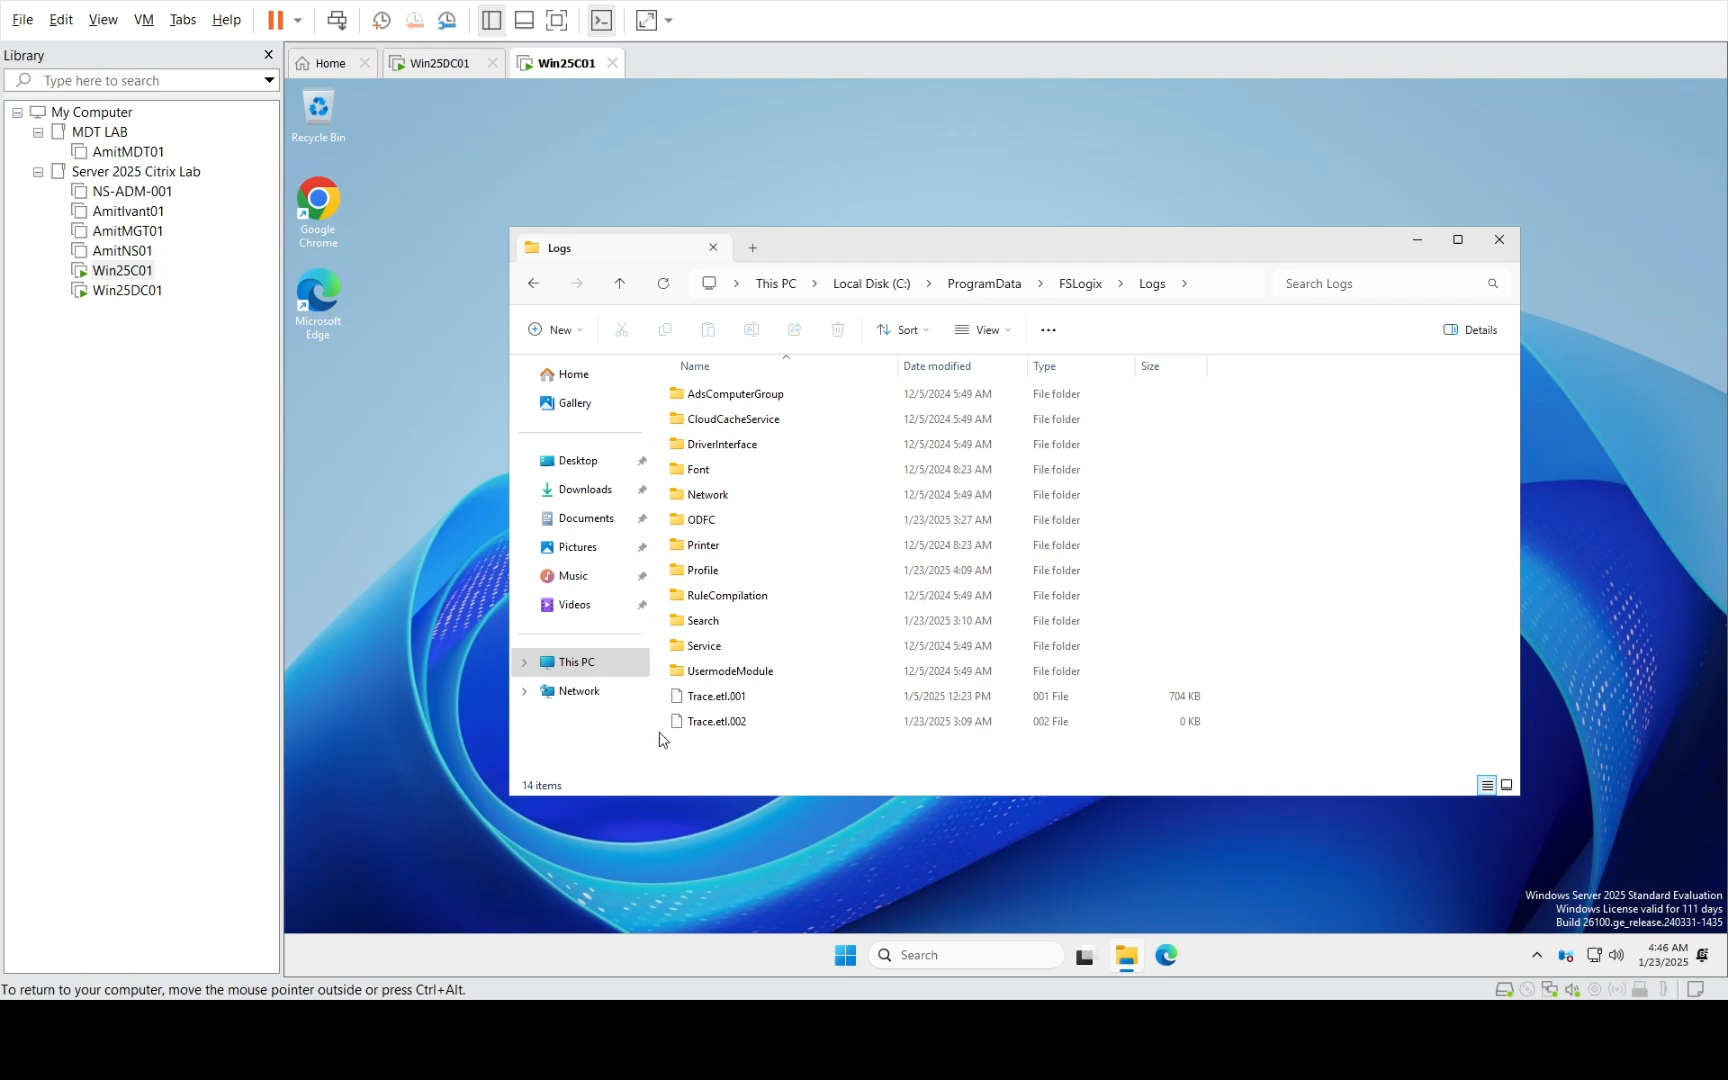 File Edit View VM Tabs Help
Library
Home Win25DC01 Win25C01
Type here to search
My Computer
MDT LAB
AmitMDT01
Server 2025 Citrix Lab
NS-ADM-001
AmitIvant01
AmitMGT01
AmitNS01
Win25C01
Win25DC01
Recycle Bin
Google
Chrome
Microsoft
Edge
Logs
This PC Local Disk (C:) ProgramData FSLogix Logs
Search Logs
New Sort View Details
Home
Gallery
Desktop
Downloads
Documents
Pictures
Music
Videos
This PC
Network
Name Date modified Type Size
AdsComputerGroup 12/5/2024 5:49 AM File folder
CloudCacheService 12/5/2024 5:49 AM File folder
DriverInterface 12/5/2024 5:49 AM File folder
Font 12/5/2024 8:23 AM File folder
Network 12/5/2024 5:49 AM File folder
ODFC 1/23/2025 3:27 AM File folder
Printer 12/5/2024 8:23 AM File folder
Profile 1/23/2025 4:09 AM File folder
RuleCompilation 12/5/2024 5:49 AM File folder
Search 1/23/2025 3:10 AM File folder
Service 12/5/2024 5:49 AM File folder
UsermodeModule 12/5/2024 5:49 AM File folder
Trace.etl.001 1/5/2025 12:23 PM 001 File 704 KB
Trace.etl.002 1/23/2025 3:09 AM 002 File 0 KB
14 items
Windows Server 2025 Standard Evaluation
Windows License valid for 111 days
Build 26100.ge_release.240331-1435
Search
4:46 AM
1/23/2025
To return to your computer, move the mouse pointer outside or press Ctrl+Alt.